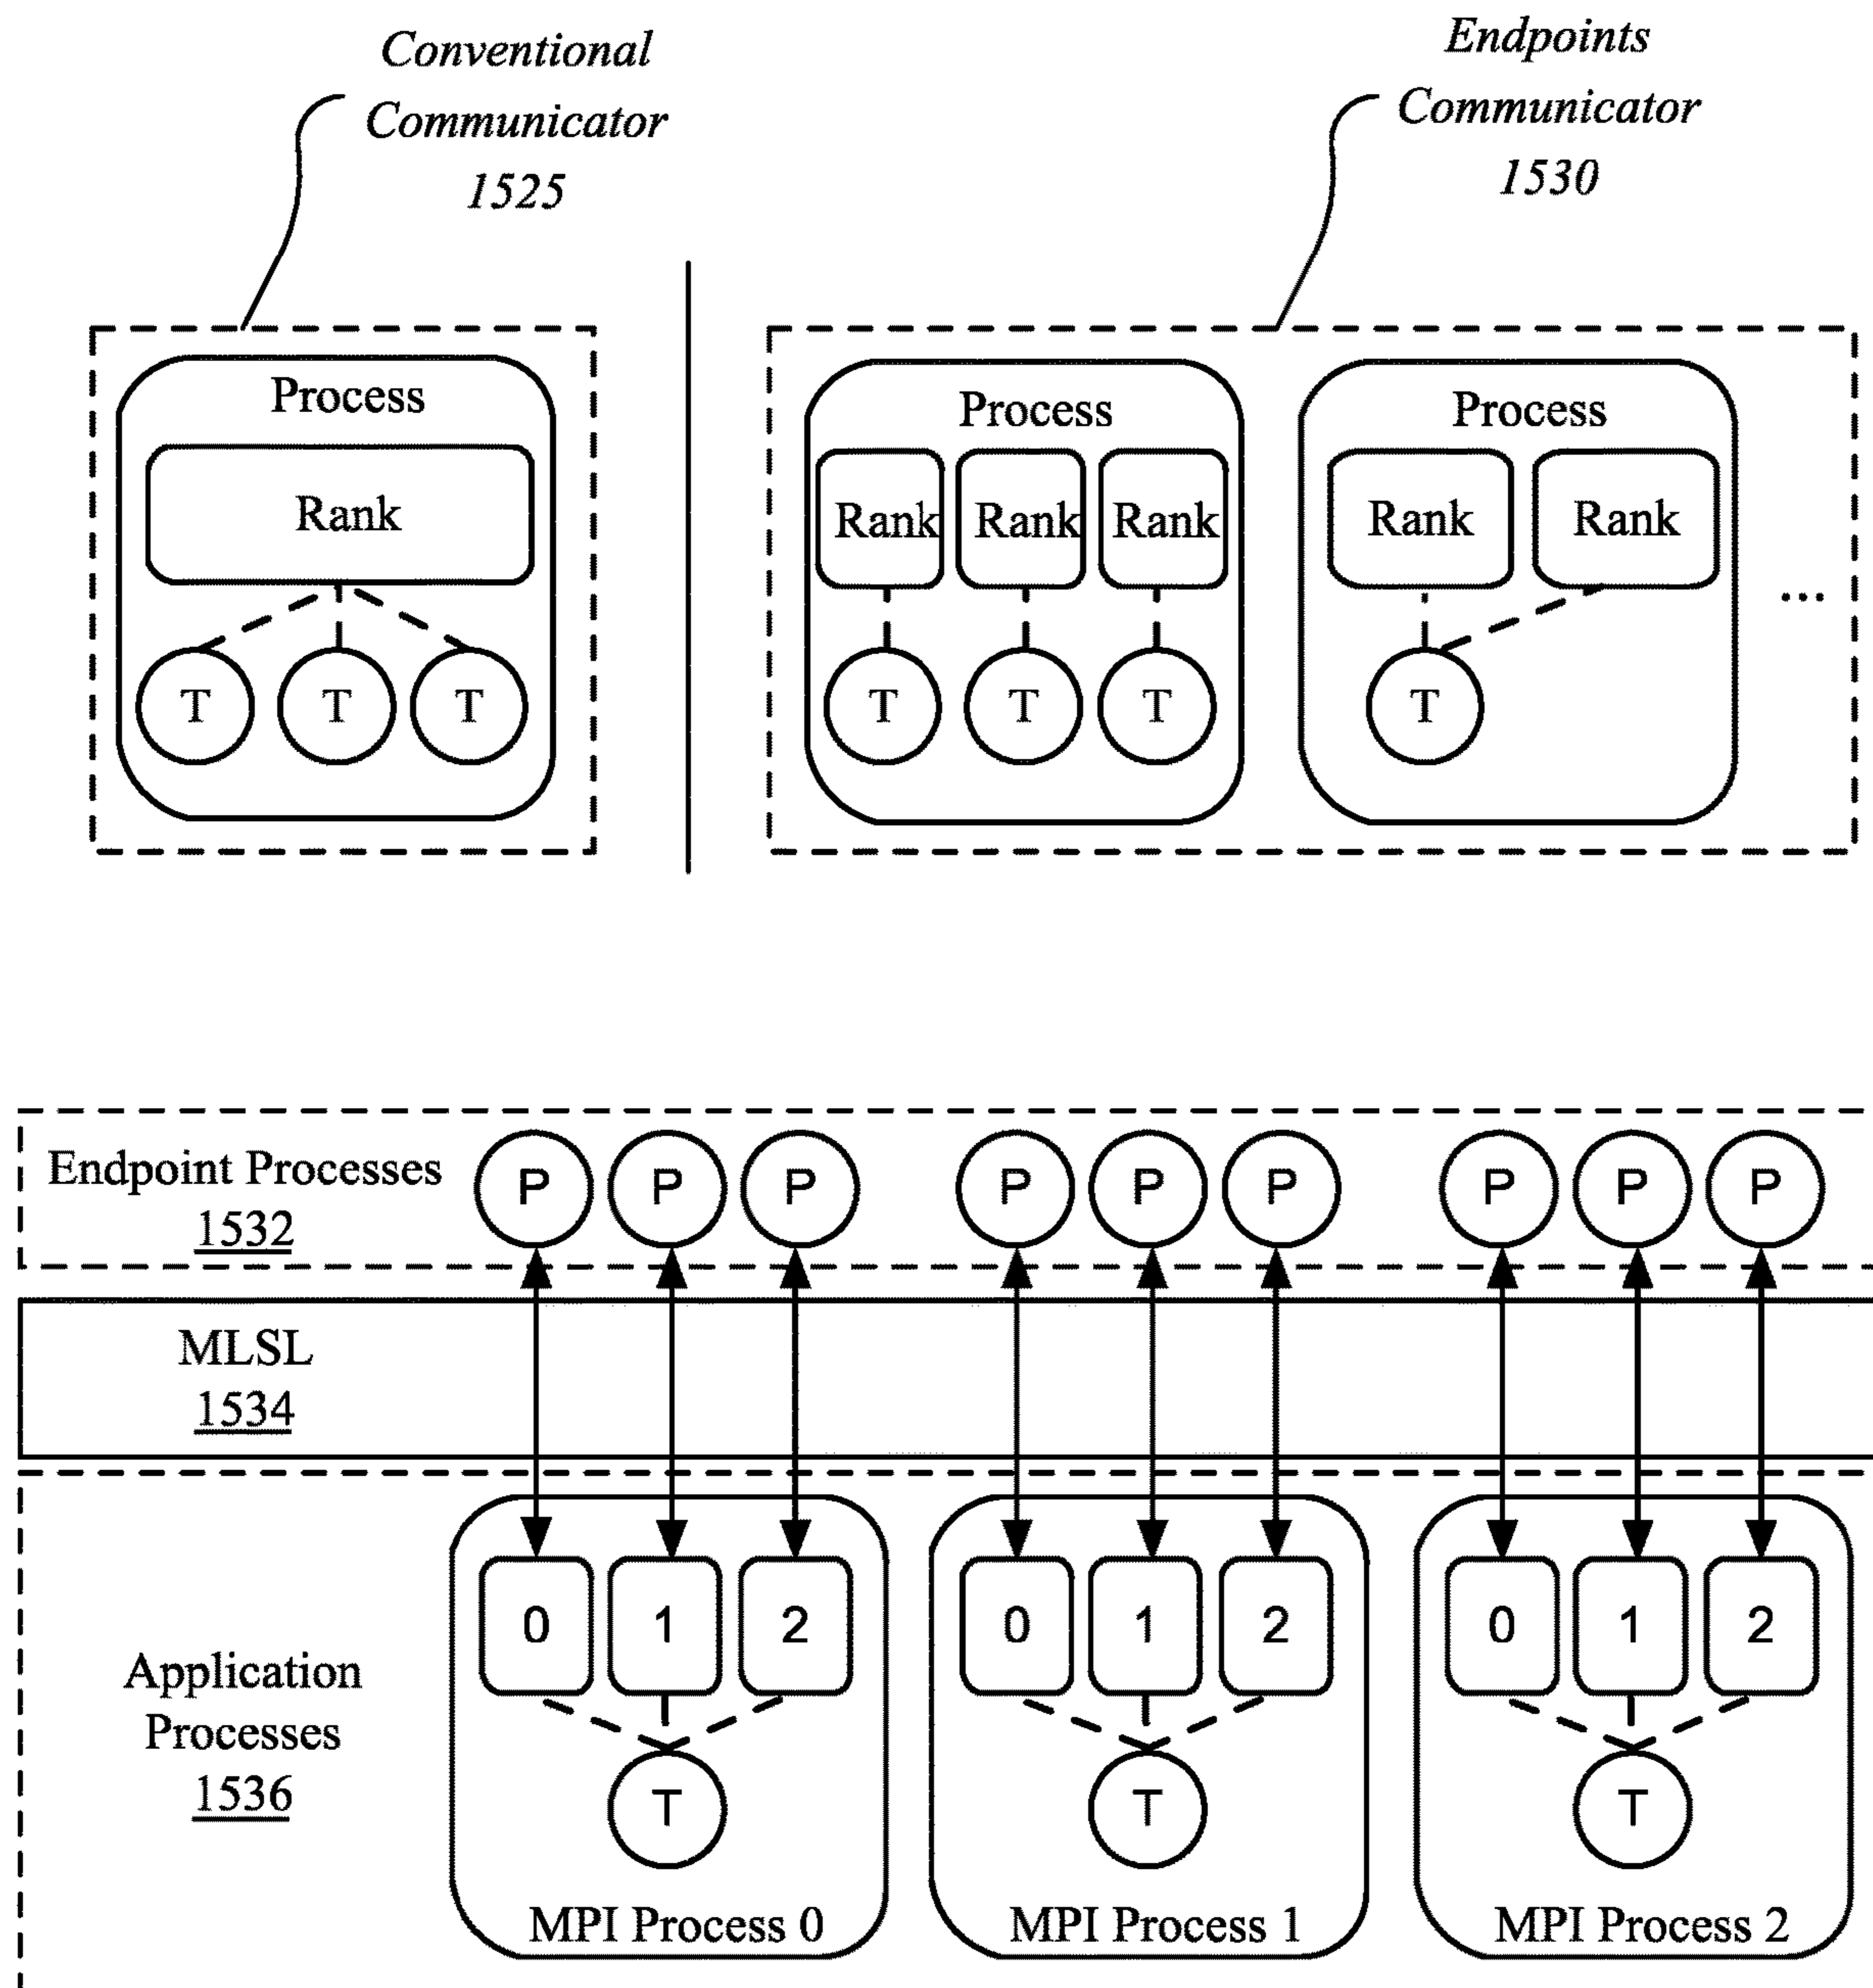 Conventional
Communicator
1525
Endpoints
Communicator
1530
Process
Rank
T T T
Process
Rank Rank Rank
T T T
Process
Rank Rank
T
...
Endpoint Processes
1532
P P P P P P P P P
MLSL
1534
Application
Processes
1536
0 1 2
T
MPI Process 0
0 1 2
T
MPI Process 1
0 1 2
T
MPI Process 2